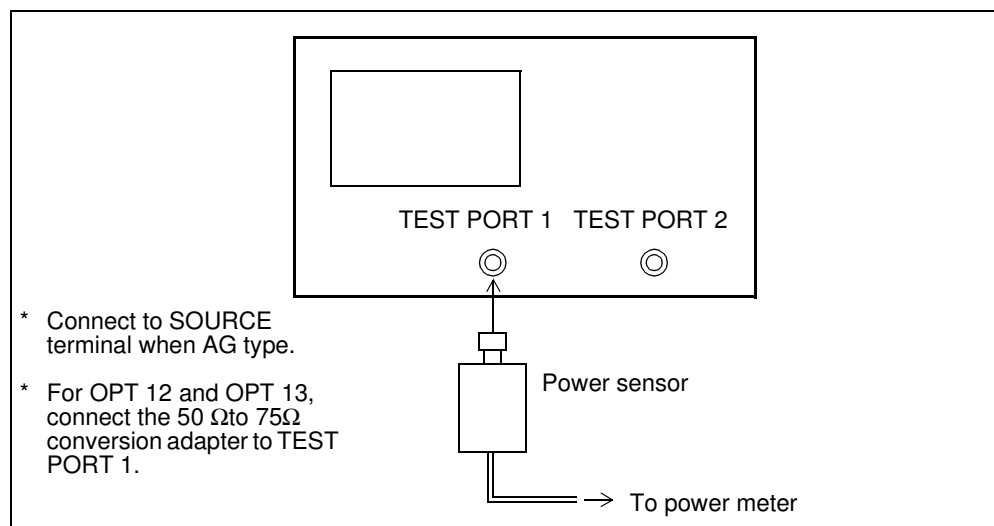 TEST PORT 1 TEST PORT 2
* Connect to SOURCE
terminal when AG type.
* For OPT 12 and OPT 13,
connect the 50 Ωto 75Ω
conversion adapter to TEST
PORT 1.
Power sensor
To power meter